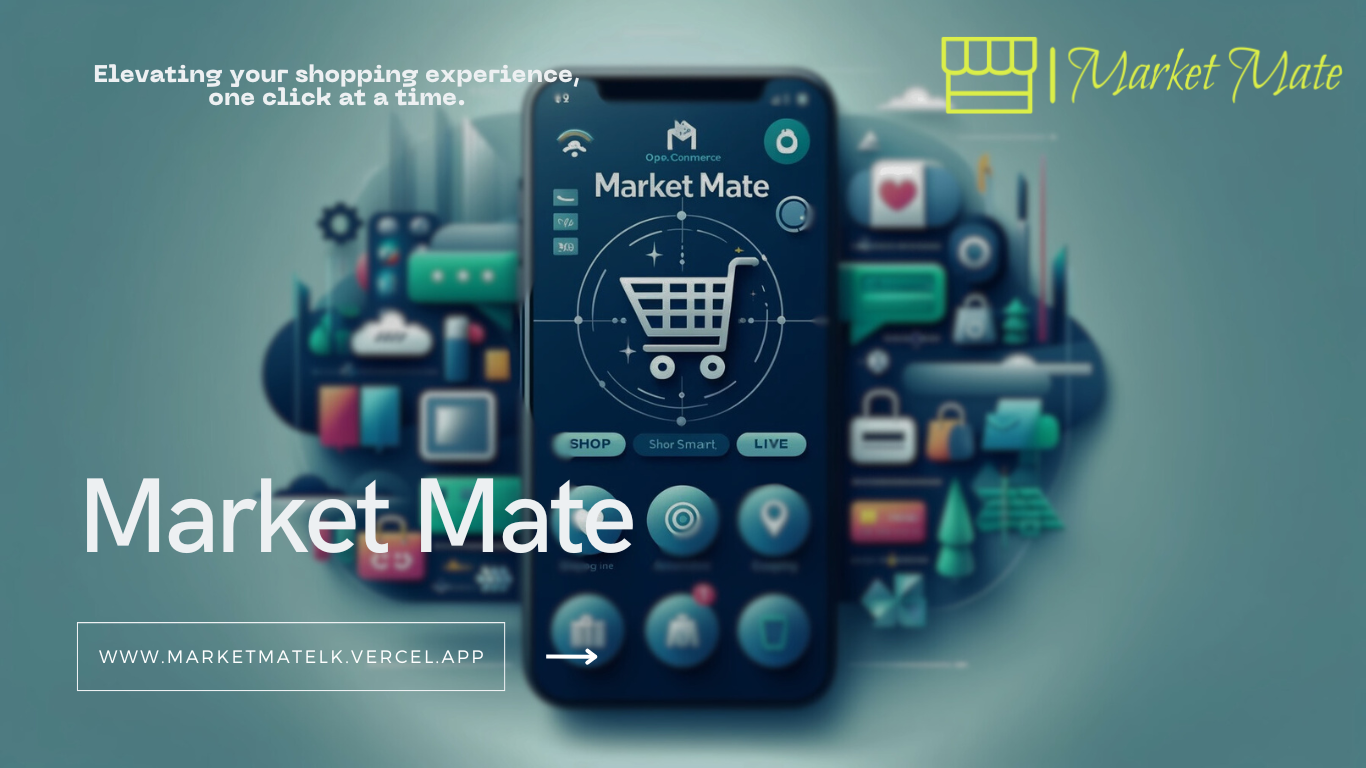 Elevating your shopping experience,
one click at a time.
Market Mate
Opo.Conmerce
Market Mate
SHOP
Shor Smart
LIVE
Market Mate
WWW.MARKETMATELK.VERCEL.APP